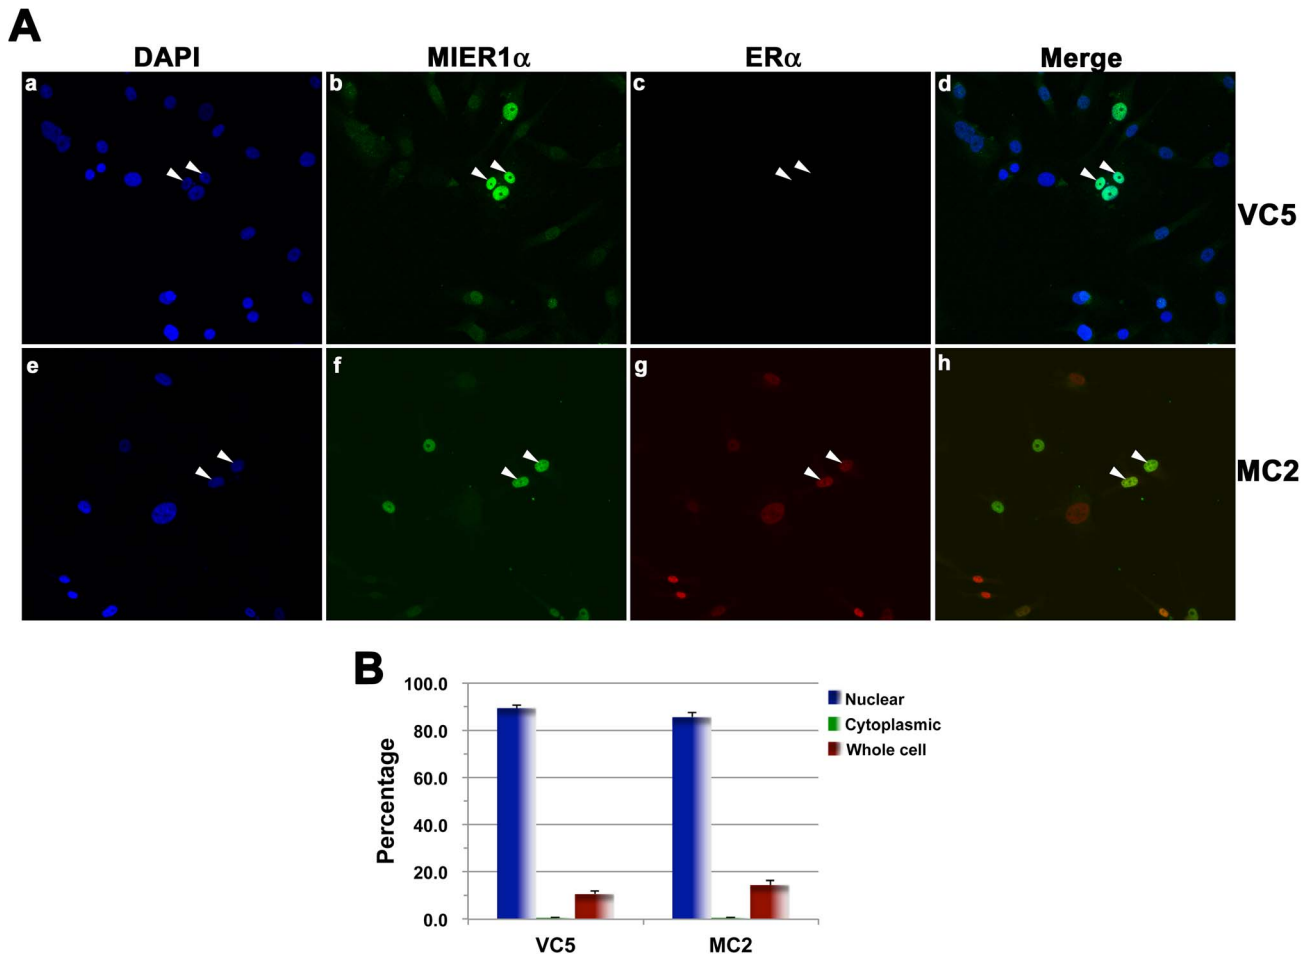 A
DAPI MIER1α ERα Merge
a b c d
VC5
e f g h
MC2
B
100.0
80.0
60.0
40.0
20.0
0.0
Percentage
Nuclear
Cytoplasmic
Whole cell
VC5 MC2